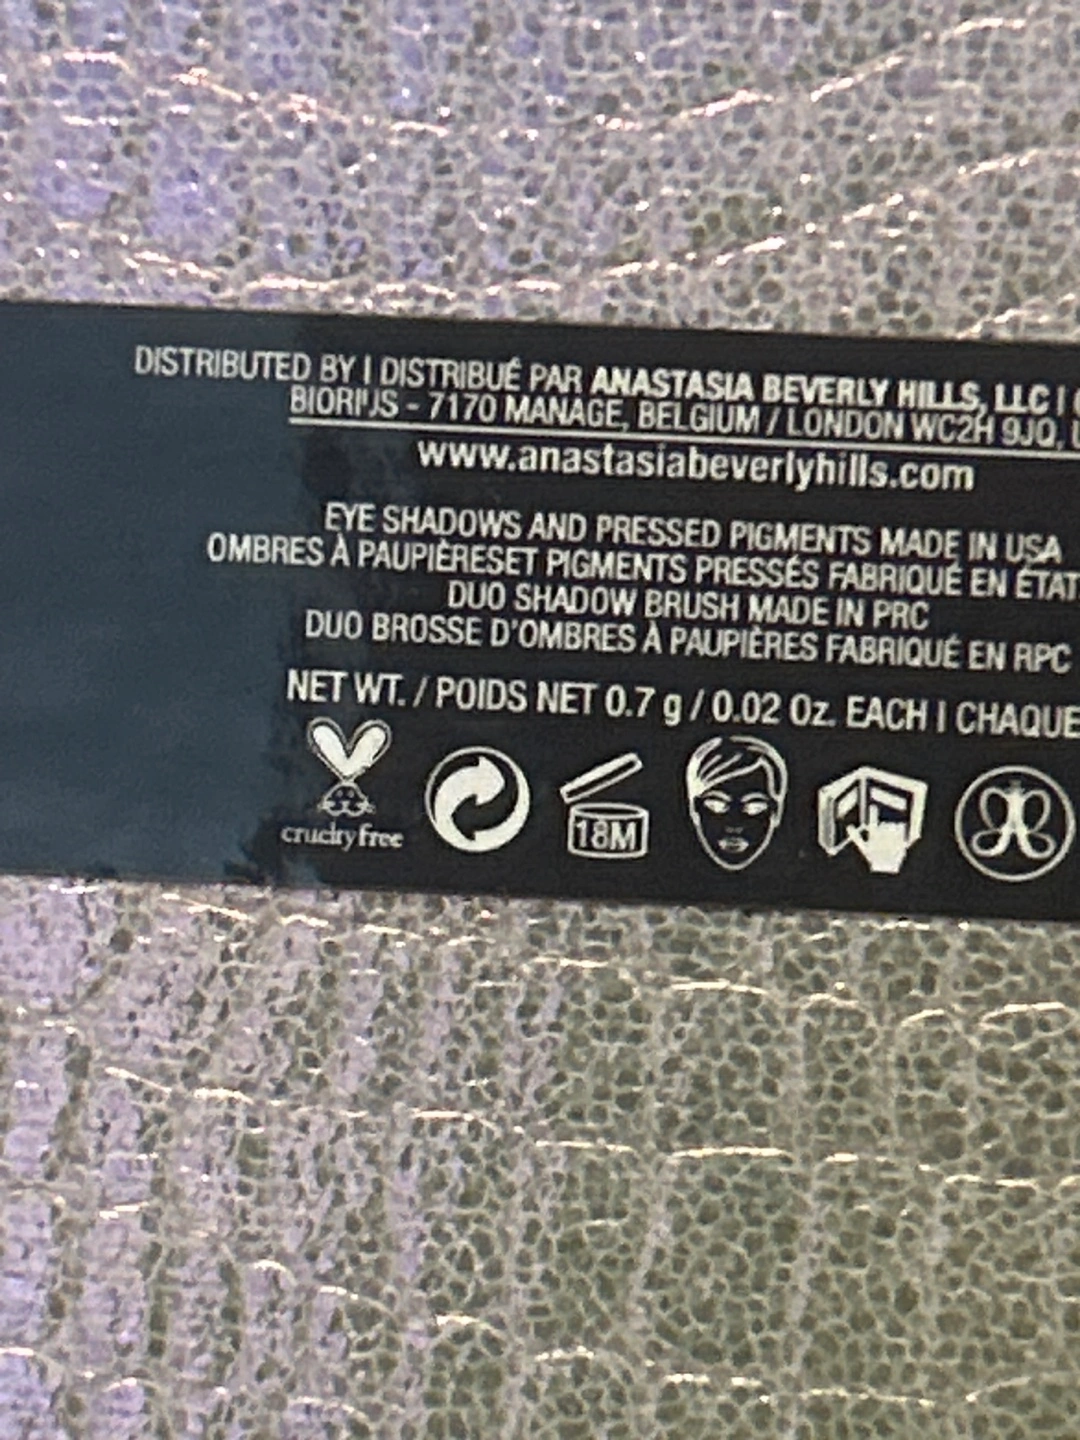 DISTRIBUTED BY | DISTRIBUÉ PAR ANASTASIA BEVERLY HILLS, LLC |
BIORIUS - 7170 MANAGE, BELGIUM / LONDON WC2H 9JQ,
www.anastasiabeverlyhills.com
EYE SHADOWS AND PRESSED PIGMENTS MADE IN USA
OMBRES À PAUPIÈRESET PIGMENTS PRESSÉS FABRIQUÉ EN ÉTAT
DUO SHADOW BRUSH MADE IN PRC
DUO BROSSE D'OMBRES À PAUPIÈRES FABRIQUÉ EN RPC
NET WT. / POIDS NET 0.7 g / 0.02 Oz. EACH | CHAQUE
cruelty free
18M